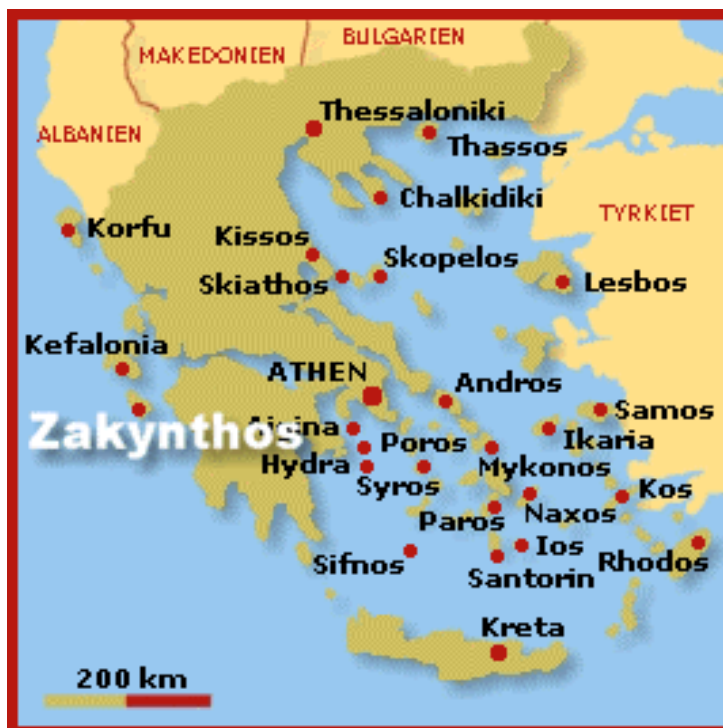 BULGARIEN
MAKEDONIEN
ALBANIEN
Thessaloniki
Thassos
Chalkidiki
TYRKIET
Korfu
Kissos
Skopelos
Skiathos
Lesbos
Kefalonia
ATHEN
Andros
Samos
Zakynthos
Aigina
Poros
Ikaria
Mykonos
Hydra
Syros
Kos
Naxos
Paros
Ios
Rhodos
Sifnos
Santorin
Kreta
200 km